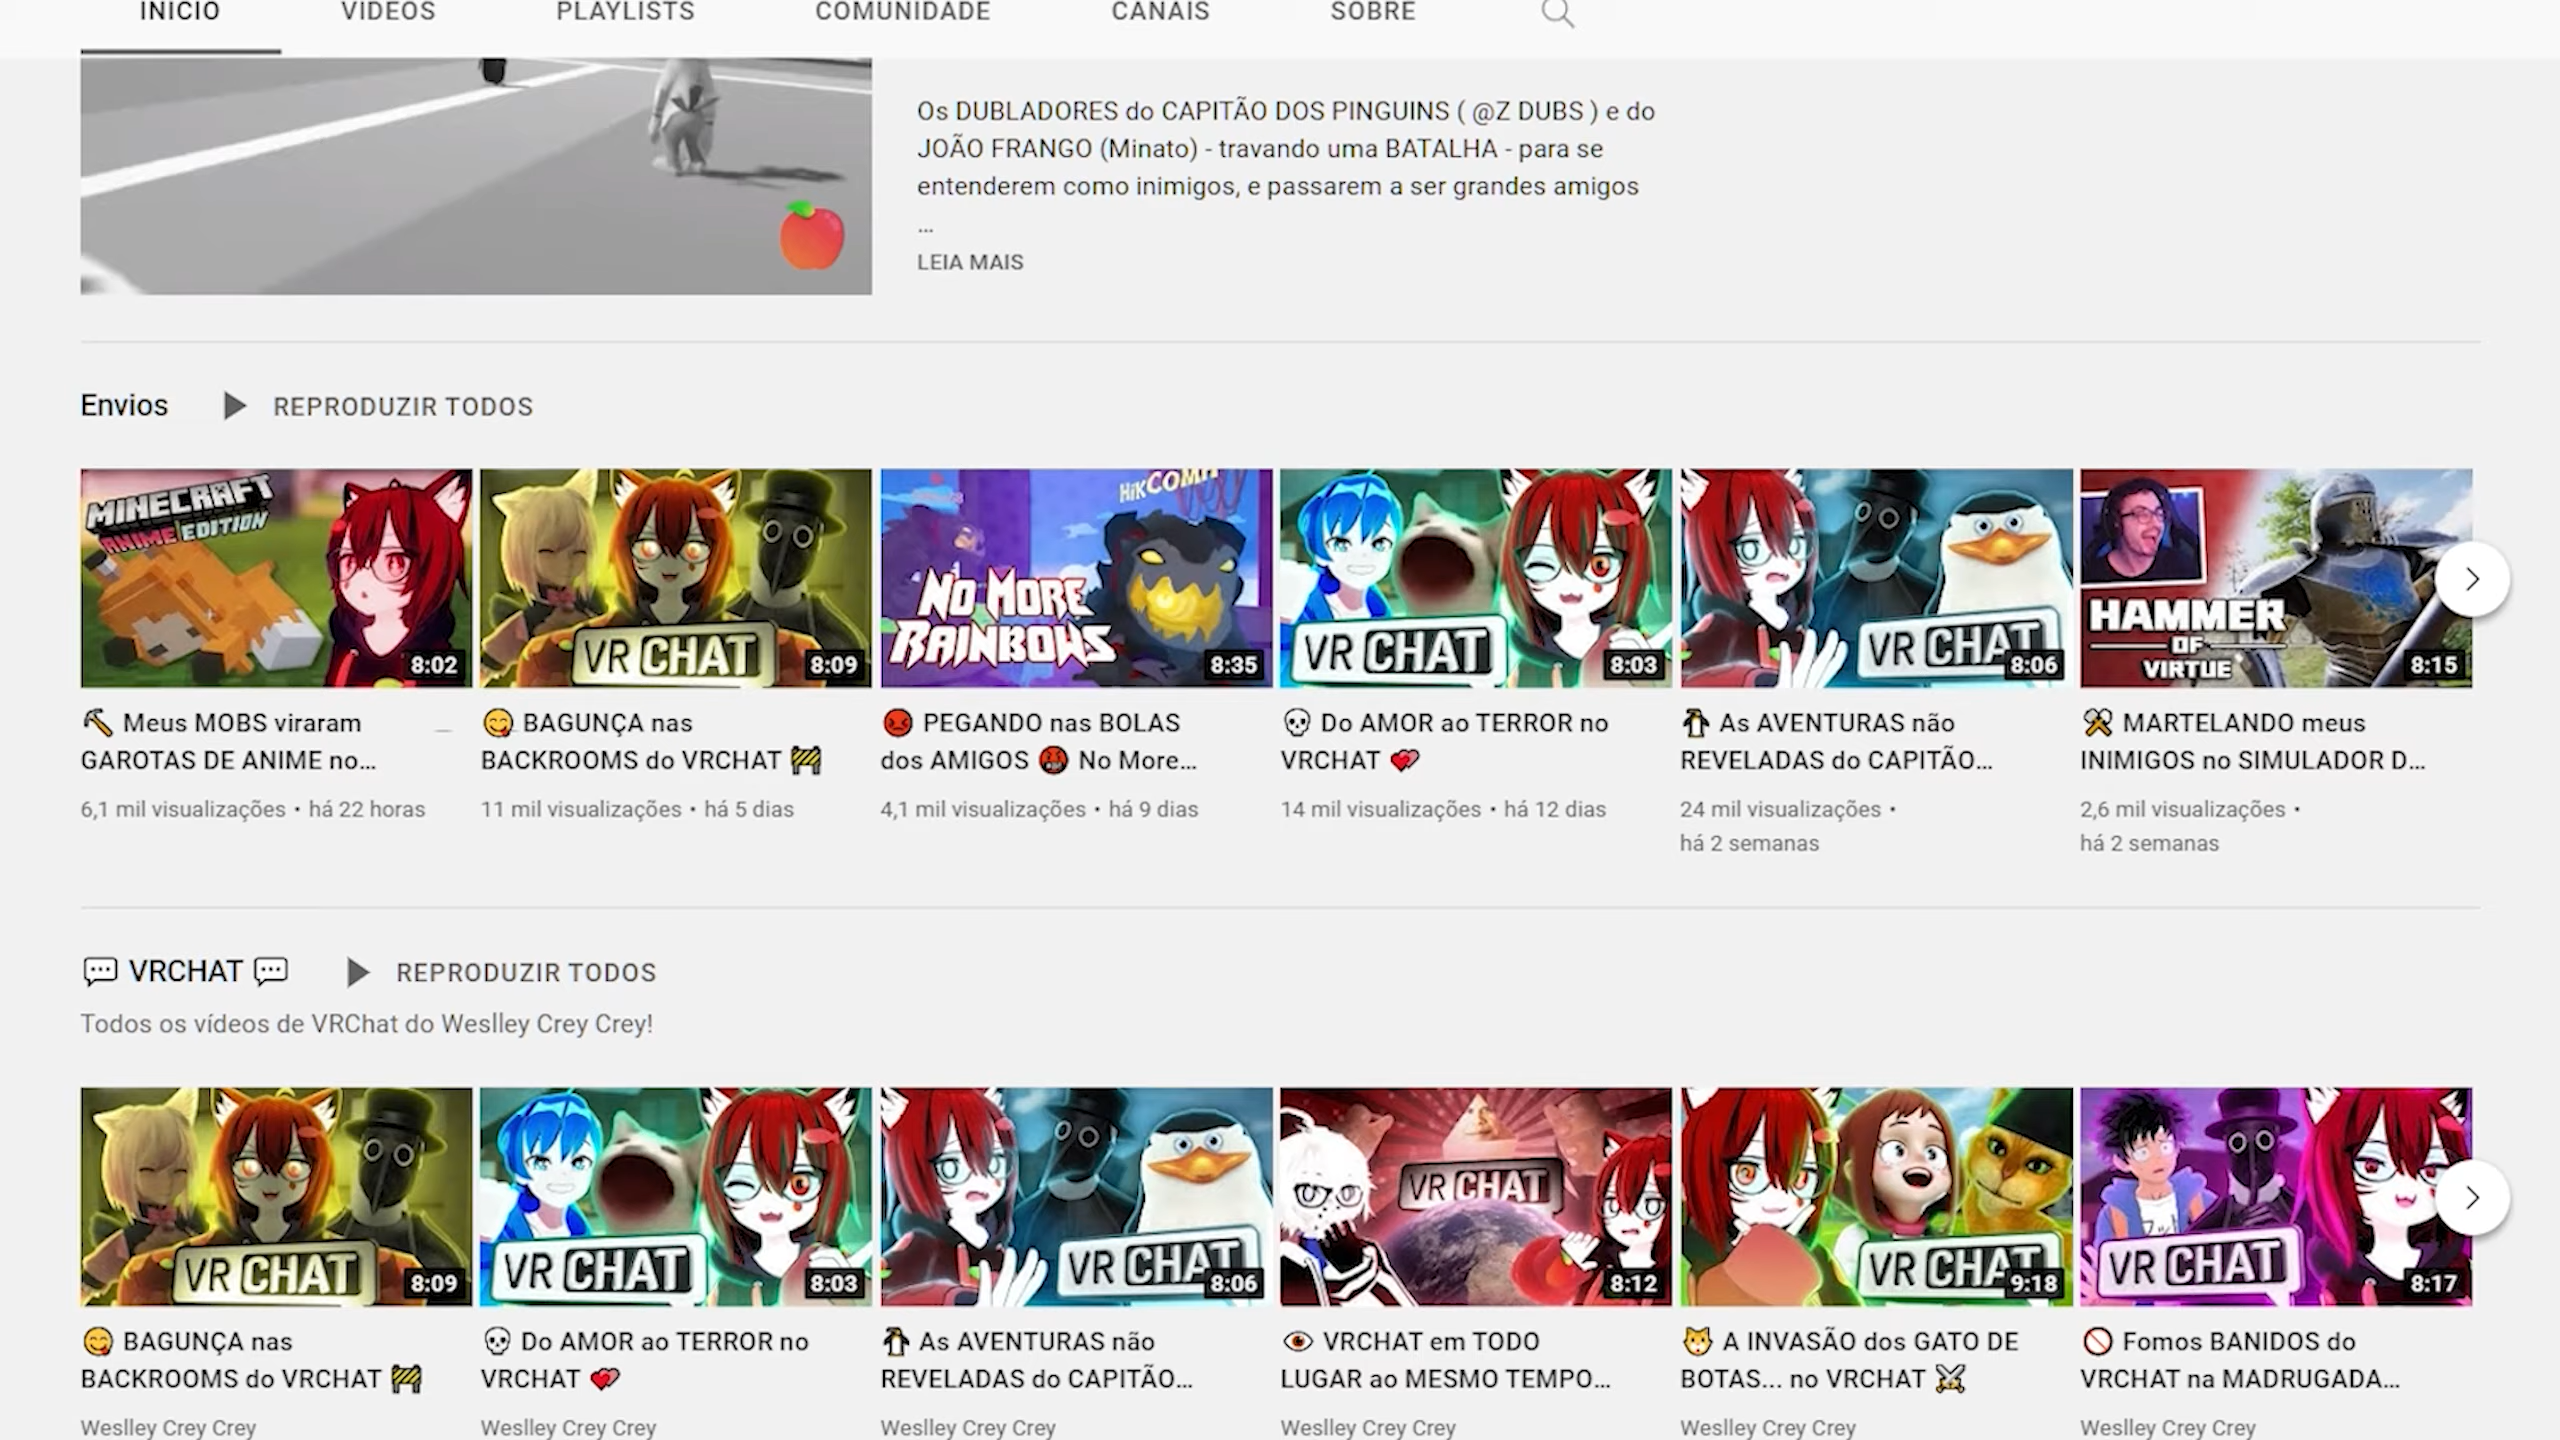 INÍCIO VÍDEOS PLAYLISTS COMUNIDADE CANAIS SOBRE
Os DUBLADORES do CAPITÃO DOS PINGUINS ( @Z DUBS ) e do
JOÃO FRANGO (Minato) - travando uma BATALHA - para se
entenderem como inimigos, e passarem a ser grandes amigos
...
LEIA MAIS
Envios REPRODUZIR TODOS
MINECRAFT
ANIME EDITION
8:02
VR CHAT
8:09
NO MORE
RAINBOWS
8:35
VR CHAT
8:03
VR CHAT
8:06
HAMMER
OF
VIRTUE
8:15
⛏ Meus MOBS viraram
GAROTAS DE ANIME no...
6,1 mil visualizações • há 22 horas
😋 BAGUNÇA nas
BACKROOMS do VRCHAT 🚧
11 mil visualizações • há 5 dias
😡 PEGANDO nas BOLAS
dos AMIGOS 🤬 No More...
4,1 mil visualizações • há 9 dias
💀 Do AMOR ao TERROR no
VRCHAT 💕
14 mil visualizações • há 12 dias
🐧 As AVENTURAS não
REVELADAS do CAPITÃO...
24 mil visualizações •
há 2 semanas
⚒ MARTELANDO meus
INIMIGOS no SIMULADOR D...
2,6 mil visualizações •
há 2 semanas
💬 VRCHAT 💬 REPRODUZIR TODOS
Todos os vídeos de VRChat do Weslley Crey Crey!
VR CHAT
8:09
VR CHAT
8:03
VR CHAT
8:06
VR CHAT
8:12
VR CHAT
9:18
VR CHAT
8:17
😋 BAGUNÇA nas
BACKROOMS do VRCHAT 🚧
Weslley Crey Crey
💀 Do AMOR ao TERROR no
VRCHAT 💕
Weslley Crey Crey
🐧 As AVENTURAS não
REVELADAS do CAPITÃO...
Weslley Crey Crey
👁 VRCHAT em TODO
LUGAR ao MESMO TEMPO...
Weslley Crey Crey
🐱 A INVASÃO dos GATO DE
BOTAS... no VRCHAT ⚔
Weslley Crey Crey
🚫 Fomos BANIDOS do
VRCHAT na MADRUGADA...
Weslley Crey Crey